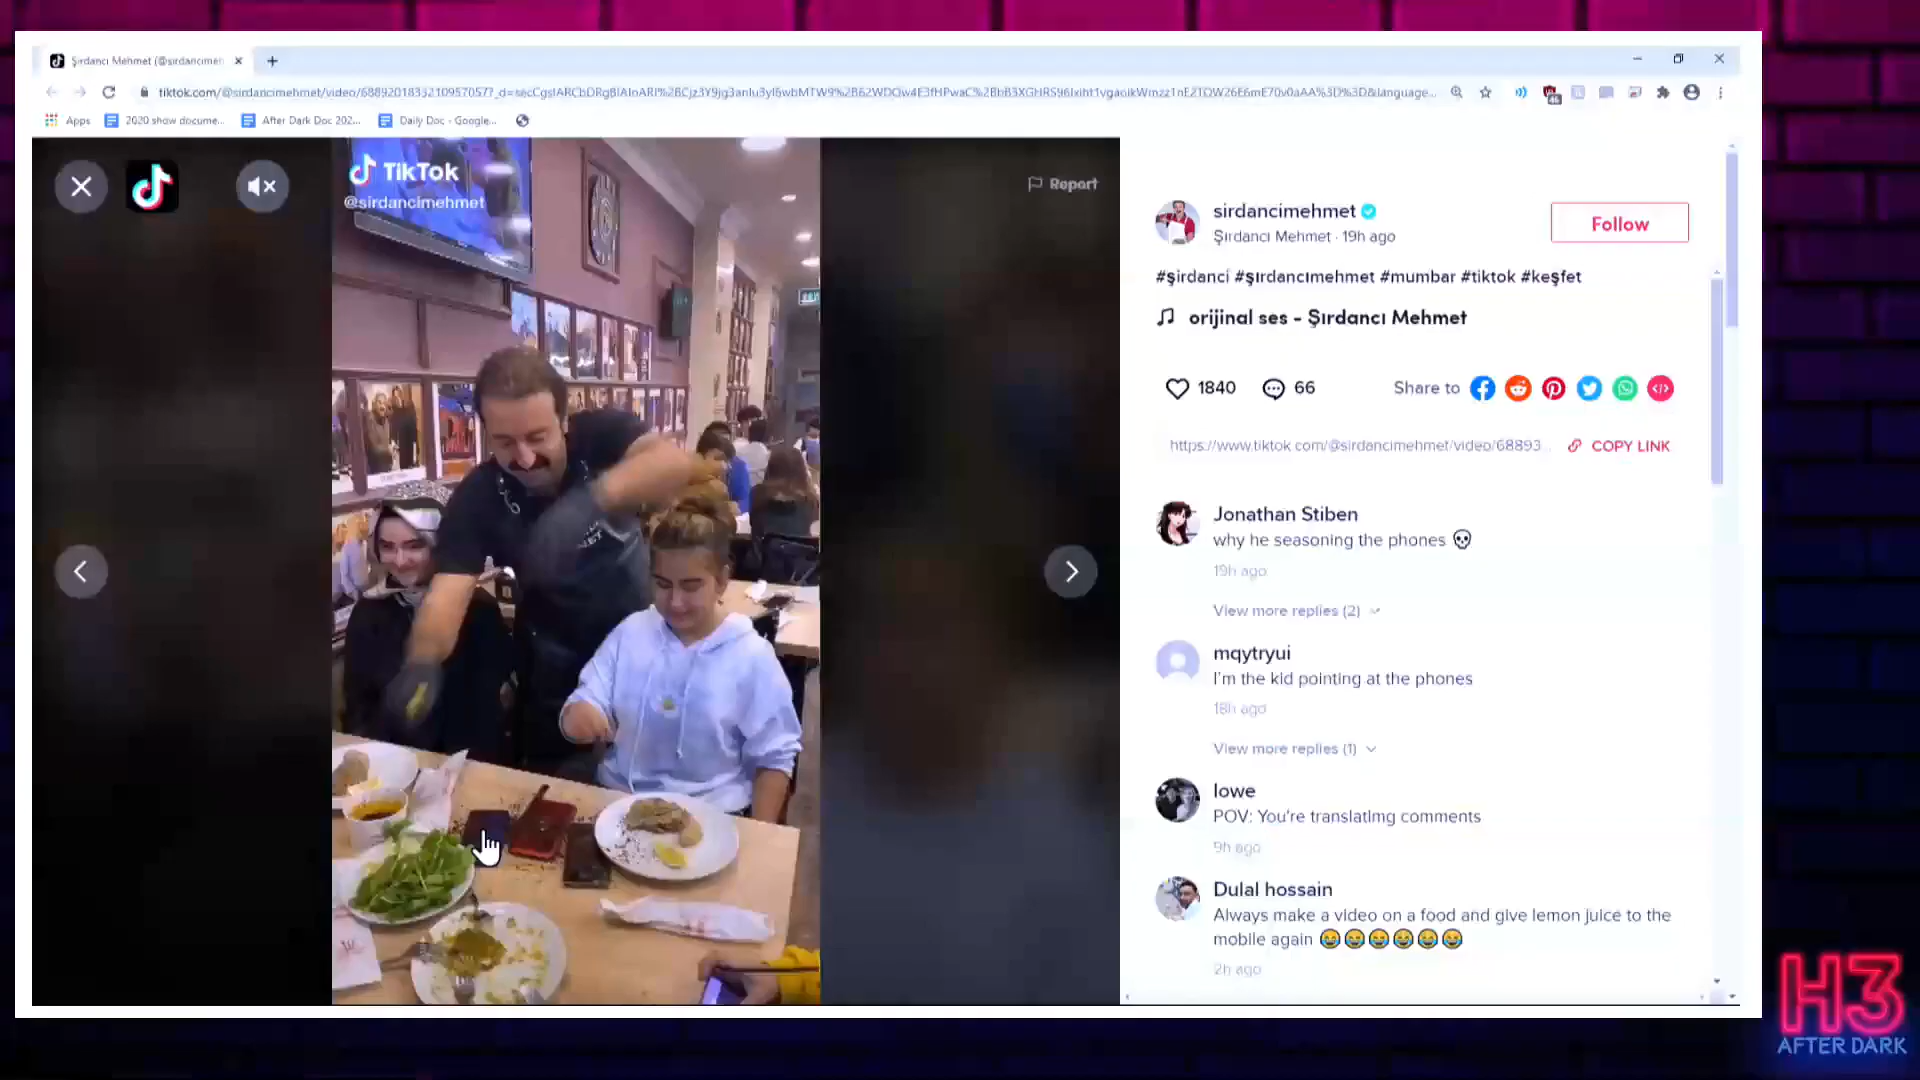 Şırdancı Mehmet (@sirdancimeh
Apps
2020 show docume...
After Dark Doc 202...
Daily Doc - Google...
TikTok
@sirdancimehmet
Report
sirdancimehmet
Şırdancı Mehmet · 19h ago
Follow
#şirdanci #şırdancımehmet #mumbar #tiktok #keşfet
orijinal ses - Şırdancı Mehmet
1840
66
Share to
https://www.tiktok.com/@sirdancimehmet/video/68893...
COPY LINK
Jonathan Stiben
why he seasoning the phones 💀
19h ago
View more replies (2)
mqytryui
I'm the kid pointing at the phones
18h ago
View more replies (1)
lowe
POV: You're translatimg comments
9h ago
Dulal hossain
Always make a video on a food and give lemon juice to the
mobile again 😂😂😂😂😂😂
2h ago
H3
AFTER DARK